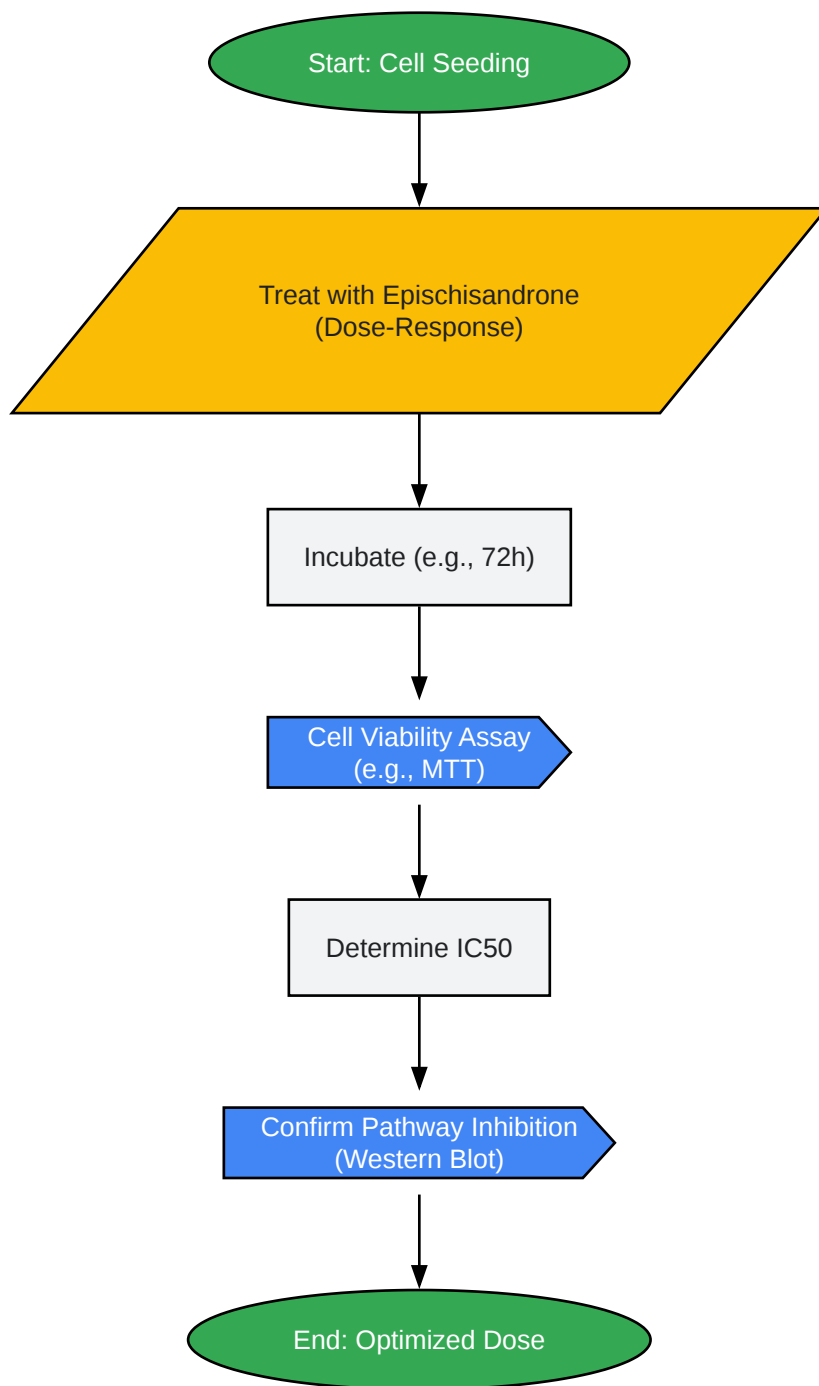 Start: Cell Seeding
Treat with Epischisandrone
(Dose-Response)
Incubate (e.g., 72h)
Cell Viability Assay
(e.g., MTT)
Determine IC50
Confirm Pathway Inhibition
(Western Blot)
End: Optimized Dose